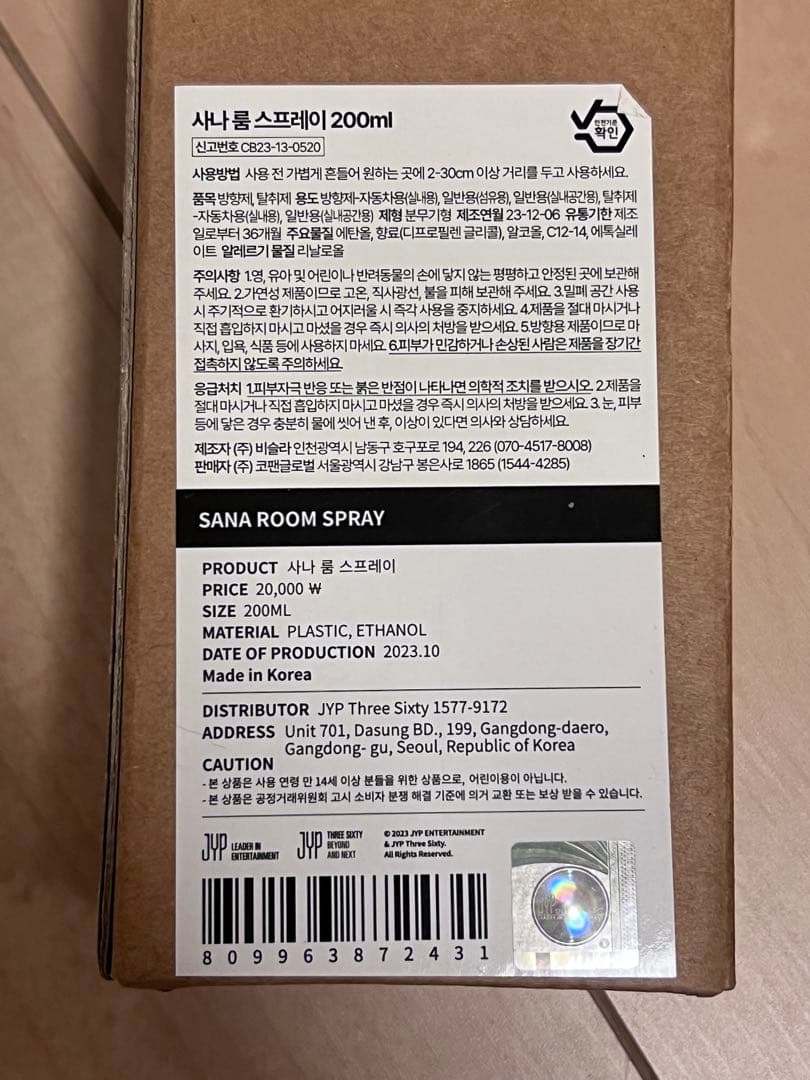 사나 룸 스프레이 200ml
안전기준
확인
신고번호 CB23-13-0520
사용방법 사용 전 가볍게 흔들어 원하는 곳에 2-30cm 이상 거리를 두고 사용하세요.
품목 방향제, 탈취제 용도 방향제-자동차용(실내용), 일반용(섬유용), 일반용(실내공간용), 탈취제
-자동차용(실내용), 일반용(실내공간용) 제형 분무기형 제조연월 23-12-06 유통기한 제조
일로부터 36개월 주요물질 에탄올, 향료(디프로필렌 글리콜), 알코올, C12-14, 에톡실레
이트 알레르기 물질 리날로올
주의사항 1.영, 유아 및 어린이나 반려동물의 손에 닿지 않는 평평하고 안정된 곳에 보관해
주세요. 2.가연성 제품이므로 고온, 직사광선, 불을 피해 보관해 주세요. 3.밀폐 공간 사용
시 주기적으로 환기하시고 어지러울 시 즉각 사용을 중지하세요. 4.제품을 절대 마시거나
직접 흡입하지 마시고 마셨을 경우 즉시 의사의 처방을 받으세요. 5.방향용 제품이므로 마
사지, 입욕, 식품 등에 사용하지 마세요. 6.피부가 민감하거나 손상된 사람은 제품을 장기간
접촉하지 않도록 주의하세요.
응급처치 1.피부자극 반응 또는 붉은 반점이 나타나면 의학적 조치를 받으시오. 2.제품을
절대 마시거나 직접 흡입하지 마시고 마셨을 경우 즉시 의사의 처방을 받으세요. 3. 눈, 피부
등에 닿은 경우 충분히 물에 씻어 낸 후, 이상이 있다면 의사와 상담하세요.
제조자 (주) 비슬라 인천광역시 남동구 호구포로 194, 226 (070-4517-8008)
판매자 (주) 코팬글로벌 서울광역시 강남구 봉은사로 1865 (1544-4285)
SANA ROOM SPRAY
PRODUCT 사나 룸 스프레이
PRICE 20,000 ₩
SIZE 200ML
MATERIAL PLASTIC, ETHANOL
DATE OF PRODUCTION 2023.10
Made in Korea
DISTRIBUTOR JYP Three Sixty 1577-9172
ADDRESS Unit 701, Dasung BD., 199, Gangdong-daero,
Gangdong- gu, Seoul, Republic of Korea
CAUTION
- 본 상품은 사용 연령 만 14세 이상 분들을 위한 상품으로, 어린이용이 아닙니다.
- 본 상품은 공정거래위원회 고시 소비자 분쟁 해결 기준에 의거 교환 또는 보상 받을 수 있습니다.
JYP LEADER IN
ENTERTAINMENT
JYP THREE SIXTY
BEYOND
AND NEXT
© 2023 JYP ENTERTAINMENT
& JYP Three Sixty.
All Rights Reserved.
809963872431
JYP